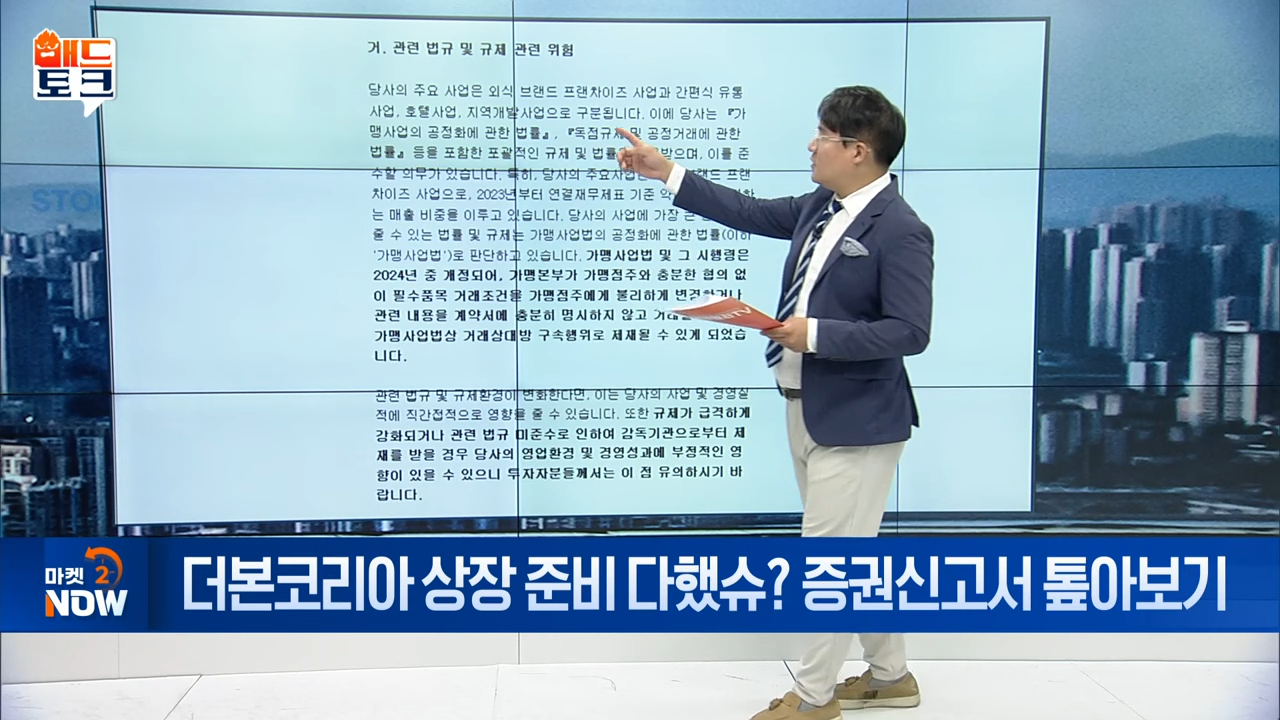 매드
토크
거. 관련 법규 및 규제 관련 위험
당사의 주요 사업은 외식 브랜드 프랜차이즈 사업과 간편식 유통
사업, 호텔사업, 지역개발사업으로 구분됩니다. 이에 당사는 『가
맹사업의 공정화에 관한 법률』, 『독점규제 및 공정거래에 관한
법률』 등을 포함한 포괄적인 규제 및 법률 받으며, 이를 준
수할 의무가 있습니다. 특히, 당사의 주요사업은 브랜드 프랜
차이즈 사업으로, 2023년부터 연결재무제표 기준 약
는 매출 비중을 이루고 있습니다. 당사의 사업에 가장 큰
줄 수 있는 법률 및 규제는 가맹사업법의 공정화에 관한 법률(이하
'가맹사업법')로 판단하고 있습니다. 가맹사업법 및 그 시행령은
2024년 중 개정되어, 가맹본부가 가맹점주와 충분한 협의 없
이 필수품목 거래조건을 가맹점주에게 불리하게 변경하거나
관련 내용을 계약서에 충분히 명시하지 않고
가맹사업법상 거래상대방 구속행위로 제재될 수 있게 되었습
니다.
관련 법규 및 규제환경이 변화한다면, 이는 당사의 사업 및 경영실
적에 직간접적으로 영향을 줄 수 있습니다. 또한 규제가 급격하게
강화되거나 관련 법규 미준수로 인하여 감독기관으로부터 제
재를 받을 경우 당사의 영업환경 및 경영성과에 부정적인 영
향이 있을 수 있으니 투자자분들께서는 이 점 유의하시기 바
랍니다.
STO
TV
마켓 2
NOW
더본코리아 상장 준비 다했슈? 증권신고서 톺아보기